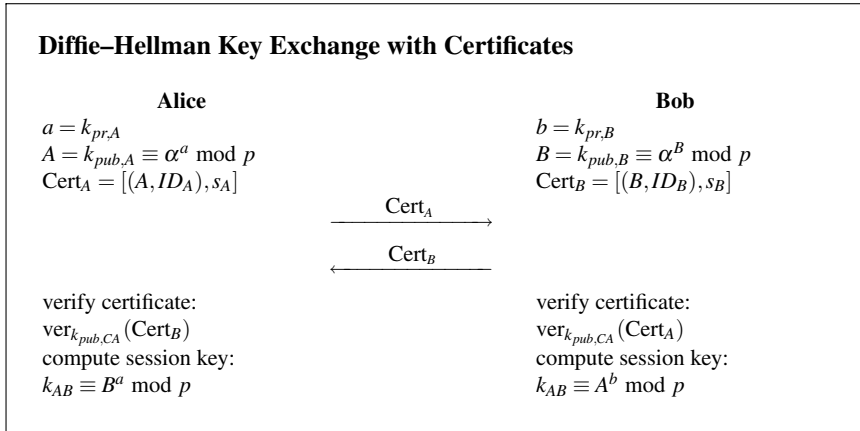 Diffie–Hellman Key Exchange with Certificates
Alice Bob
a = k_{pr,A} b = k_{pr,B}
A = k_{pub,A} ≡ α^a mod p B = k_{pub,B} ≡ α^B mod p
Cert_A = [(A, ID_A), s_A] Cert_B = [(B, ID_B), s_B]
Cert_A
Cert_B
verify certificate: verify certificate:
ver_{k_{pub,CA}}(Cert_B) ver_{k_{pub,CA}}(Cert_A)
compute session key: compute session key:
k_{AB} ≡ B^a mod p k_{AB} ≡ A^b mod p